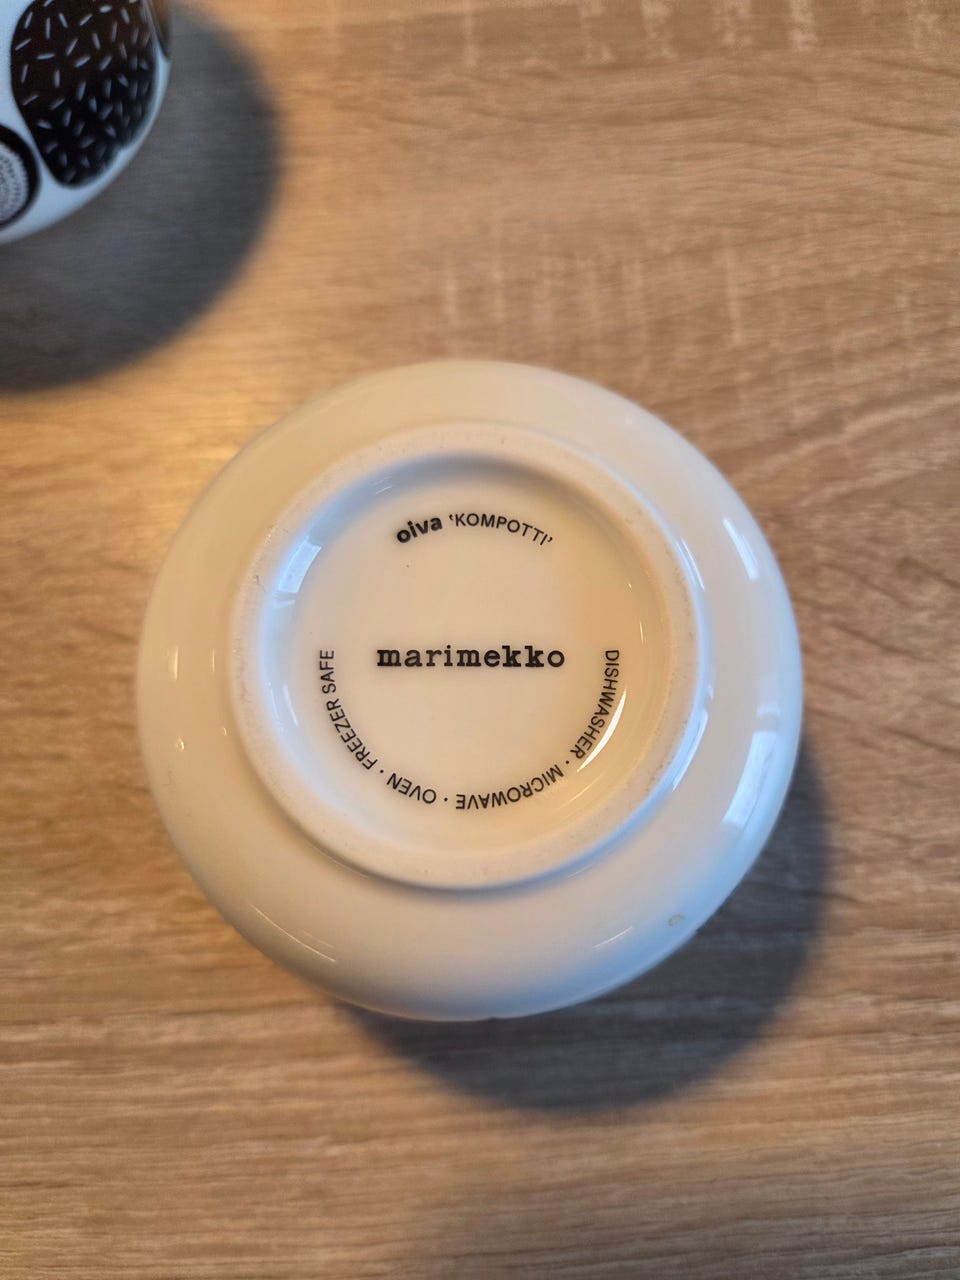 oiva 'KOMPOTTI'
marimekko
DISHWASHER · MICROWAVE · OVEN · FREEZER SAFE